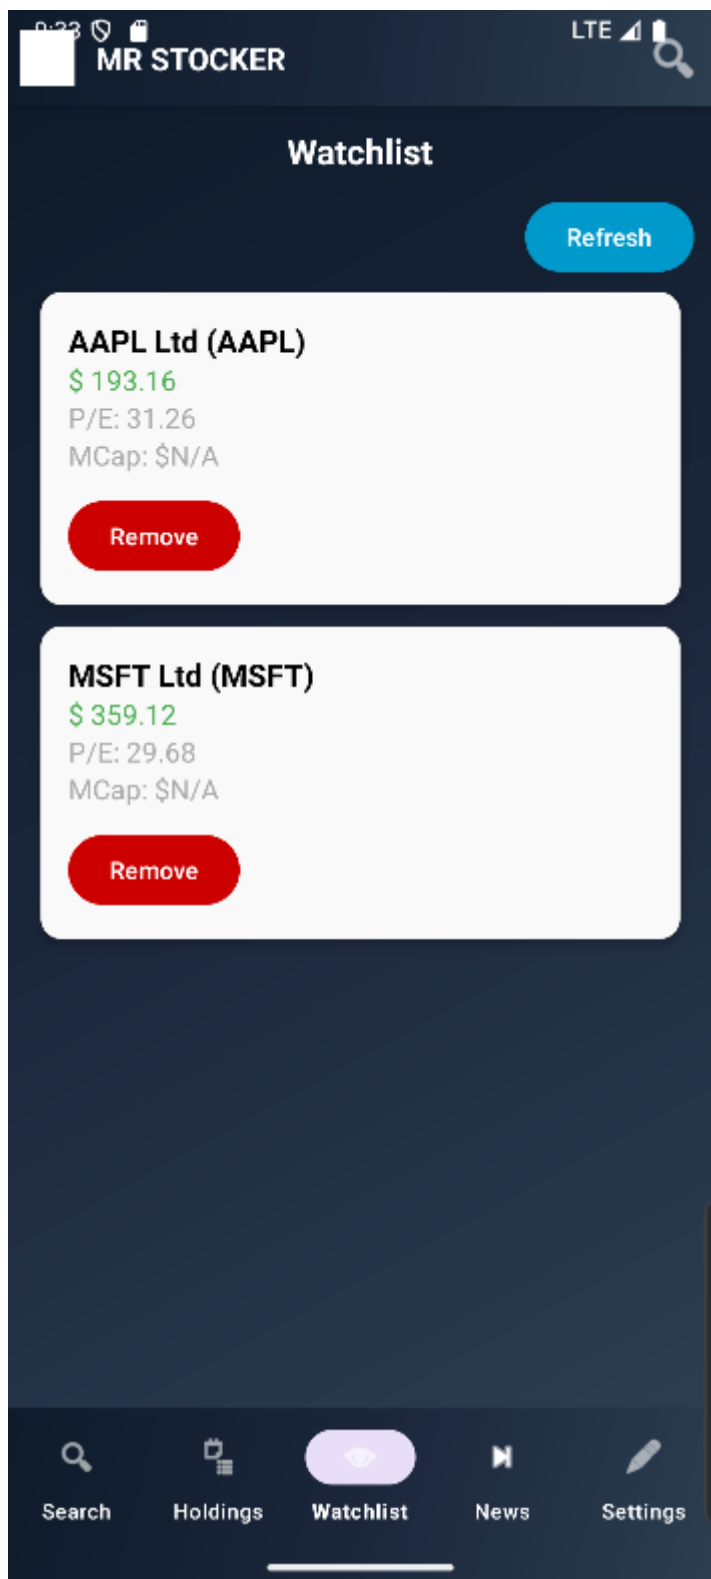 LTE
MR STOCKER
Watchlist
Refresh
AAPL Ltd (AAPL)
$ 193.16
P/E: 31.26
MCap: $N/A
Remove
MSFT Ltd (MSFT)
$ 359.12
P/E: 29.68
MCap: $N/A
Remove
Search Holdings Watchlist News Settings